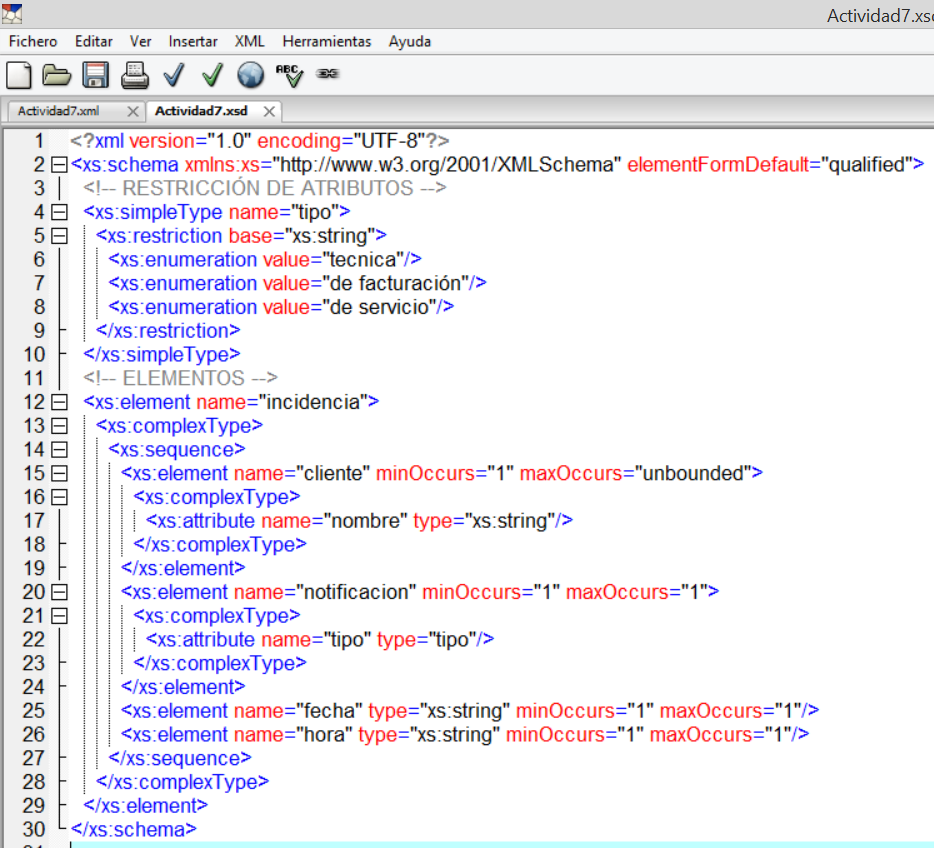 Actividad7.xs
Fichero Editar Ver Insertar XML Herramientas Ayuda
ABC
Actividad7.xml Actividad7.xsd
1 <?xml version="1.0" encoding="UTF-8"?>
2 <xs:schema xmlns:xs="http://www.w3.org/2001/XMLSchema" elementFormDefault="qualified">
3 <!-- RESTRICCIÓN DE ATRIBUTOS -->
4 <xs:simpleType name="tipo">
5 <xs:restriction base="xs:string">
6 <xs:enumeration value="tecnica"/>
7 <xs:enumeration value="de facturación"/>
8 <xs:enumeration value="de servicio"/>
9 </xs:restriction>
10 </xs:simpleType>
11 <!-- ELEMENTOS -->
12 <xs:element name="incidencia">
13 <xs:complexType>
14 <xs:sequence>
15 <xs:element name="cliente" minOccurs="1" maxOccurs="unbounded">
16 <xs:complexType>
17 <xs:attribute name="nombre" type="xs:string"/>
18 </xs:complexType>
19 </xs:element>
20 <xs:element name="notificacion" minOccurs="1" maxOccurs="1">
21 <xs:complexType>
22 <xs:attribute name="tipo" type="tipo"/>
23 </xs:complexType>
24 </xs:element>
25 <xs:element name="fecha" type="xs:string" minOccurs="1" maxOccurs="1"/>
26 <xs:element name="hora" type="xs:string" minOccurs="1" maxOccurs="1"/>
27 </xs:sequence>
28 </xs:complexType>
29 </xs:element>
30 </xs:schema>